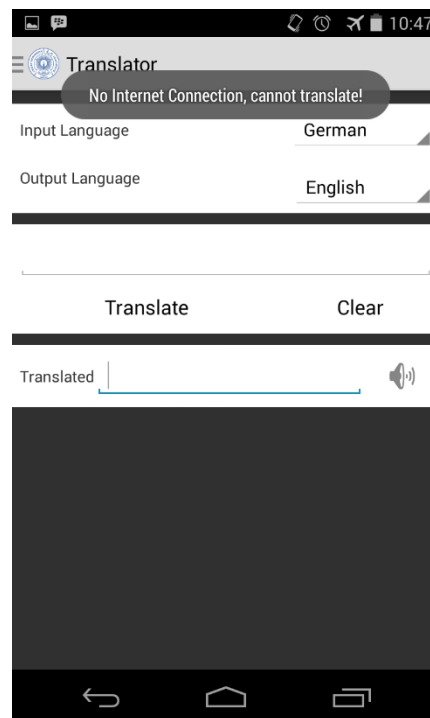 10:47
Translator
No Internet Connection, cannot translate!
Input Language German
Output Language English
Translate Clear
Translated